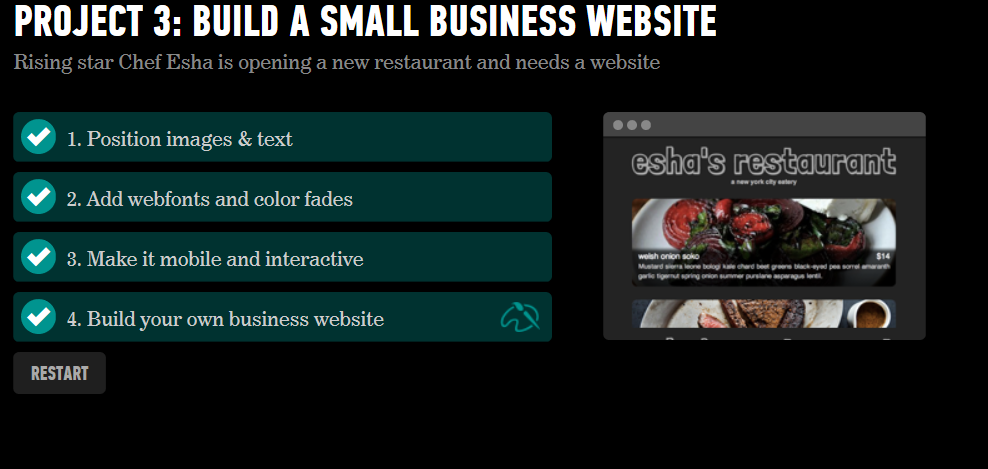 PROJECT 3: BUILD A SMALL BUSINESS WEBSITE
Rising star Chef Esha is opening a new restaurant and needs a website
1. Position images & text
2. Add webfonts and color fades
3. Make it mobile and interactive
4. Build your own business website
RESTART
esha's restaurant
a new york city eatery
welsh onion soko $14
Mustard sierra leone bologi kale chard beet greens black-eyed pea sorrel amaranth
garlic tigernut spring onion summer purslane asparagus lentil.